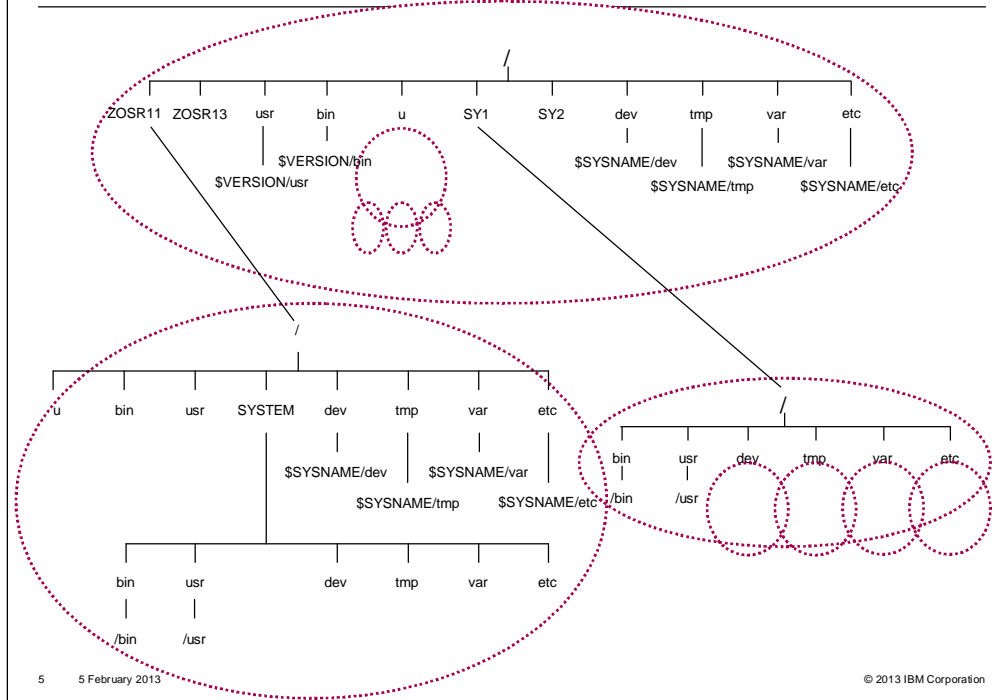 /
ZOSR11 ZOSR13 usr bin u SY1 SY2 dev tmp var etc
$VERSION/bin $SYSNAME/dev $SYSNAME/var
$VERSION/usr $SYSNAME/tmp $SYSNAME/etc
/
u bin usr SYSTEM dev tmp var etc
$SYSNAME/dev $SYSNAME/var
$SYSNAME/tmp $SYSNAME/etc
/
bin usr dev tmp var etc
/bin /usr
bin usr dev tmp var etc
/bin /usr
5 5 February 2013 © 2013 IBM Corporation